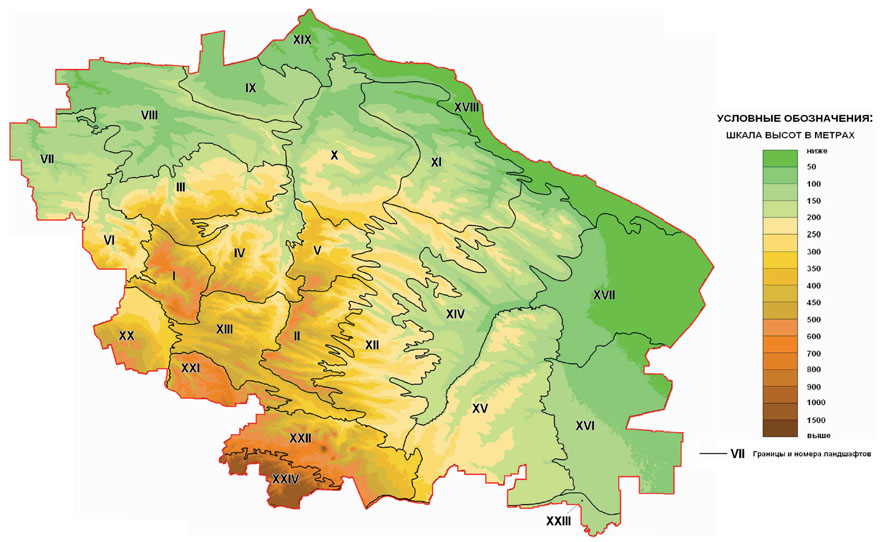 XIX
IX
XVIII
VIII
VII
X
XI
III
VI
IV
V
I
XVII
XIV
XX
XIII
II
XII
XXI
XV
XVI
XXII
XXIV
XXIII
УСЛОВНЫЕ ОБОЗНАЧЕНИЯ:
ШКАЛА ВЫСОТ В МЕТРАХ
ниже
50
100
150
200
250
300
350
400
450
500
600
700
800
900
1000
1500
выше
VII Границы и номера ландшафтов